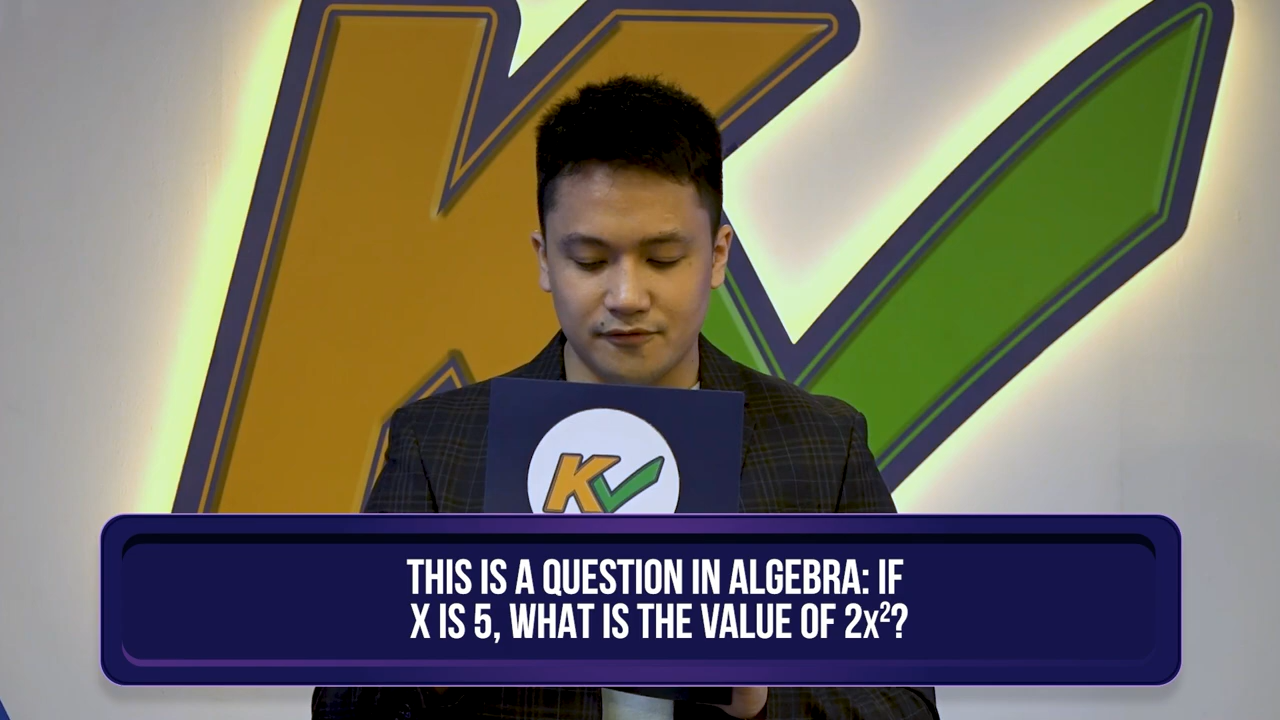 K
K
THIS IS A QUESTION IN ALGEBRA: IF
X IS 5, WHAT IS THE VALUE OF 2x²?